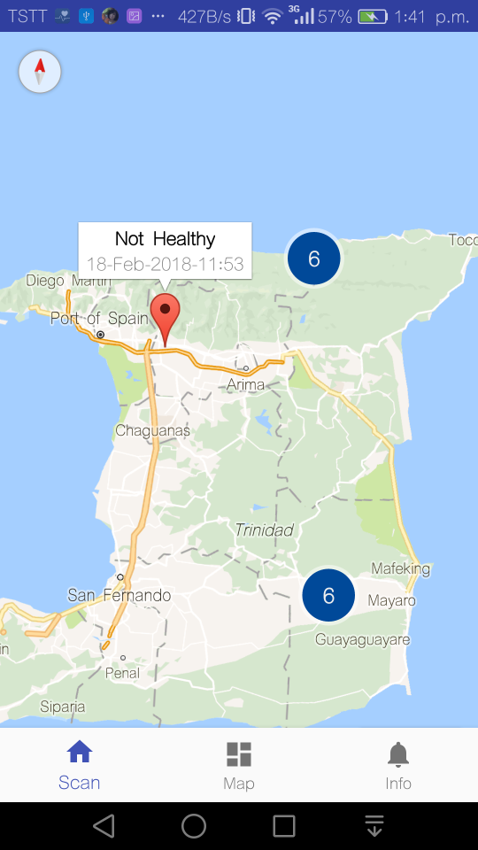 TSTT ... 427B/s 3G 57% 1:41 p.m.
Not Healthy
18-Feb-2018-11:53
6
Toco
Diego Martin
Port of Spain
Arima
Chaguanas
Trinidad
Mafeking
San Fernando
6
Mayaro
Guayaguayare
in
Penal
Siparia
Scan Map Info